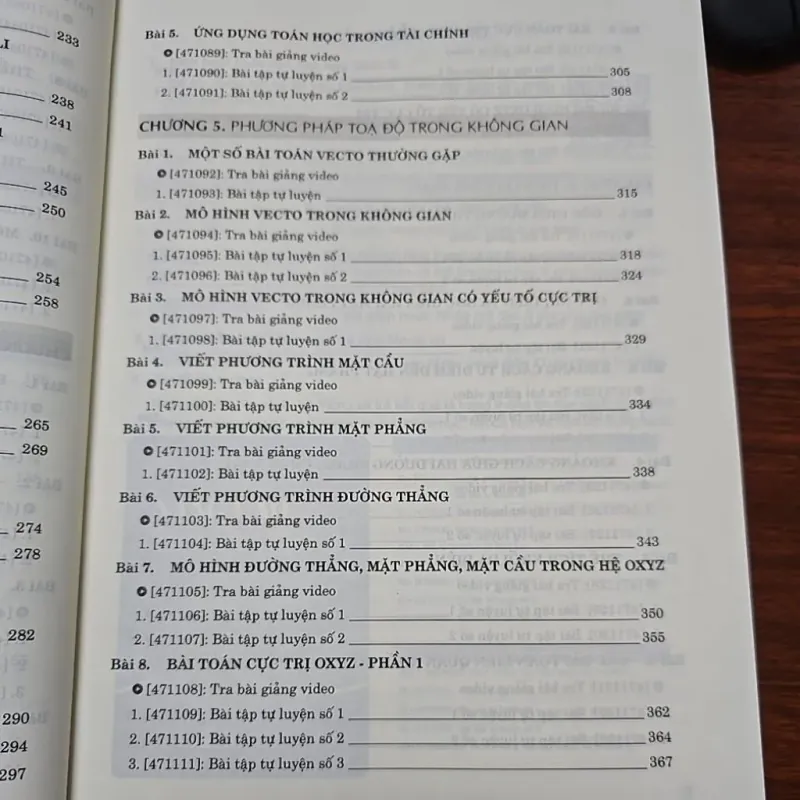 233
LI
238
241
1
245
250
254
258
265
269
274
278
282
290
294
297
Bài 5. ỨNG DỤNG TOÁN HỌC TRONG TÀI CHÍNH
[471089]: Tra bài giảng video
1. [471090]: Bài tập tự luyện số 1 305
2. [471091]: Bài tập tự luyện số 2 308
CHƯƠNG 5. PHƯƠNG PHÁP TOẠ ĐỘ TRONG KHÔNG GIAN
Bài 1. MỘT SỐ BÀI TOÁN VECTO THƯỜNG GẶP
[471092]: Tra bài giảng video
1. [471093]: Bài tập tự luyện 315
Bài 2. MÔ HÌNH VECTO TRONG KHÔNG GIAN
[471094]: Tra bài giảng video
1. [471095]: Bài tập tự luyện số 1 318
2. [471096]: Bài tập tự luyện số 2 324
Bài 3. MÔ HÌNH VECTO TRONG KHÔNG GIAN CÓ YẾU TỐ CỰC TRỊ
[471097]: Tra bài giảng video
1. [471098]: Bài tập tự luyện số 1 329
Bài 4. VIẾT PHƯƠNG TRÌNH MẶT CẦU
[471099]: Tra bài giảng video
1. [471100]: Bài tập tự luyện 334
Bài 5. VIẾT PHƯƠNG TRÌNH MẶT PHẲNG
[471101]: Tra bài giảng video
1. [471102]: Bài tập tự luyện 338
Bài 6. VIẾT PHƯƠNG TRÌNH ĐƯỜNG THẲNG
[471103]: Tra bài giảng video
1. [471104]: Bài tập tự luyện số 1 343
Bài 7. MÔ HÌNH ĐƯỜNG THẲNG, MẶT PHẲNG, MẶT CẦU TRONG HỆ OXYZ
[471105]: Tra bài giảng video
1. [471106]: Bài tập tự luyện số 1 350
2. [471107]: Bài tập tự luyện số 2 355
Bài 8. BÀI TOÁN CỰC TRỊ OXYZ - PHẦN 1
[471108]: Tra bài giảng video
1. [471109]: Bài tập tự luyện số 1 362
2. [471110]: Bài tập tự luyện số 2 364
3. [471111]: Bài tập tự luyện số 3 367